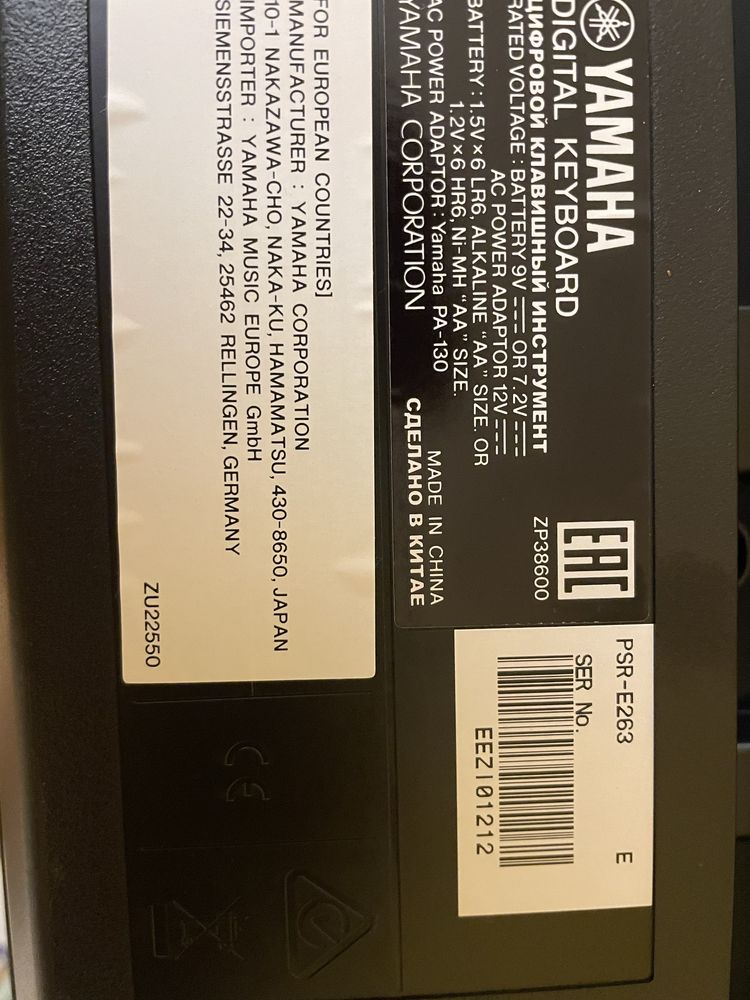 YAMAHA
DIGITAL KEYBOARD
ЦИФРОВОЙ КЛАВИШНЫЙ ИНСТРУМЕНТ
RATED VOLTAGE : BATTERY 9V OR 7.2V
AC POWER ADAPTOR 12V
BATTERY : 1.5V×6 LR6, ALKALINE “AA” SIZE. OR
1.2V×6 HR6, Ni-MH “AA” SIZE.
AC POWER ADAPTOR : Yamaha PA-130
YAMAHA CORPORATION
EAC
ZP38600
MADE IN CHINA
СДЕЛАНО В КИТАЕ
PSR-E263 E
SER No.
EEZI01212
FOR EUROPEAN COUNTRIES]
MANUFACTURER : YAMAHA CORPORATION
10-1 NAKAZAWA-CHO, NAKA-KU, HAMAMATSU, 430-8650, JAPAN
IMPORTER : YAMAHA MUSIC EUROPE GmbH
SIEMENSSTRASSE 22-34, 25462 RELLINGEN, GERMANY
ZU22550
CE